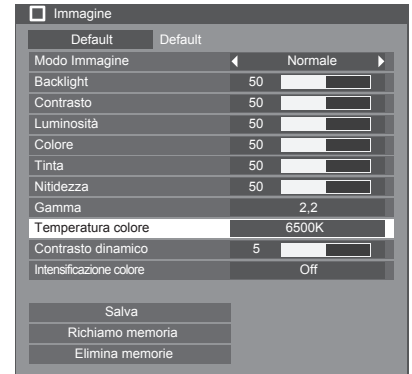 Immagine
Default Default
Modo Immagine Normale
Backlight 50
Contrasto 50
Luminosità 50
Colore 50
Tinta 50
Nitidezza 50
Gamma 2,2
Temperatura colore 6500K
Contrasto dinamico 5
Intensificazione colore Off
Salva
Richiamo memoria
Elimina memorie